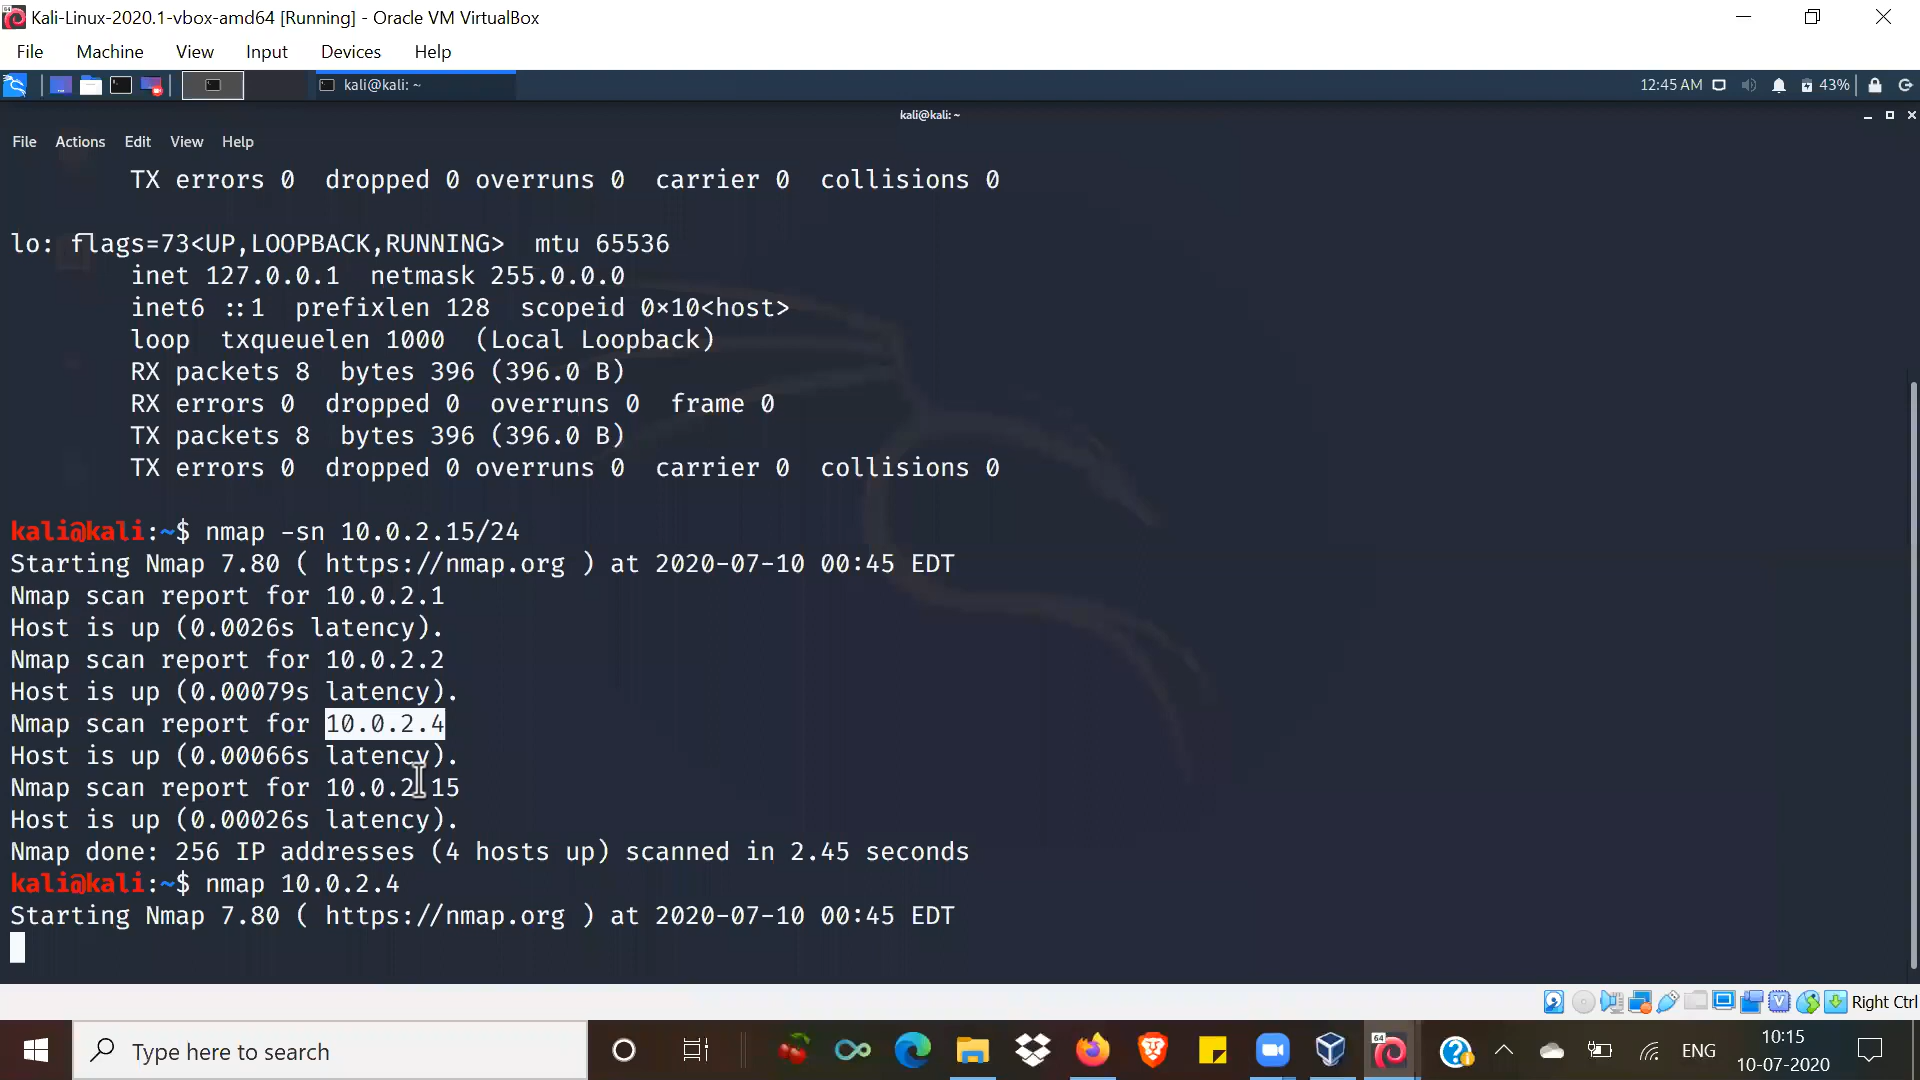 Kali-Linux-2020.1-vbox-amd64 [Running] - Oracle VM VirtualBox
File Machine View Input Devices Help
kali@kali: ~ 12:45 AM 43%
kali@kali: ~
File Actions Edit View Help
TX errors 0  dropped 0 overruns 0  carrier 0  collisions 0
lo: flags=73<UP,LOOPBACK,RUNNING>  mtu 65536
inet 127.0.0.1  netmask 255.0.0.0
inet6 ::1  prefixlen 128  scopeid 0×10<host>
loop  txqueuelen 1000  (Local Loopback)
RX packets 8  bytes 396 (396.0 B)
RX errors 0  dropped 0  overruns 0  frame 0
TX packets 8  bytes 396 (396.0 B)
TX errors 0  dropped 0 overruns 0  carrier 0  collisions 0
kali@kali:~$ nmap -sn 10.0.2.15/24
Starting Nmap 7.80 ( https://nmap.org ) at 2020-07-10 00:45 EDT
Nmap scan report for 10.0.2.1
Host is up (0.0026s latency).
Nmap scan report for 10.0.2.2
Host is up (0.00079s latency).
Nmap scan report for 10.0.2.4
Host is up (0.00066s latency).
Nmap scan report for 10.0.2.15
Host is up (0.00026s latency).
Nmap done: 256 IP addresses (4 hosts up) scanned in 2.45 seconds
kali@kali:~$ nmap 10.0.2.4
Starting Nmap 7.80 ( https://nmap.org ) at 2020-07-10 00:45 EDT
Right Ctrl
Type here to search
64
ENG
10:15
10-07-2020